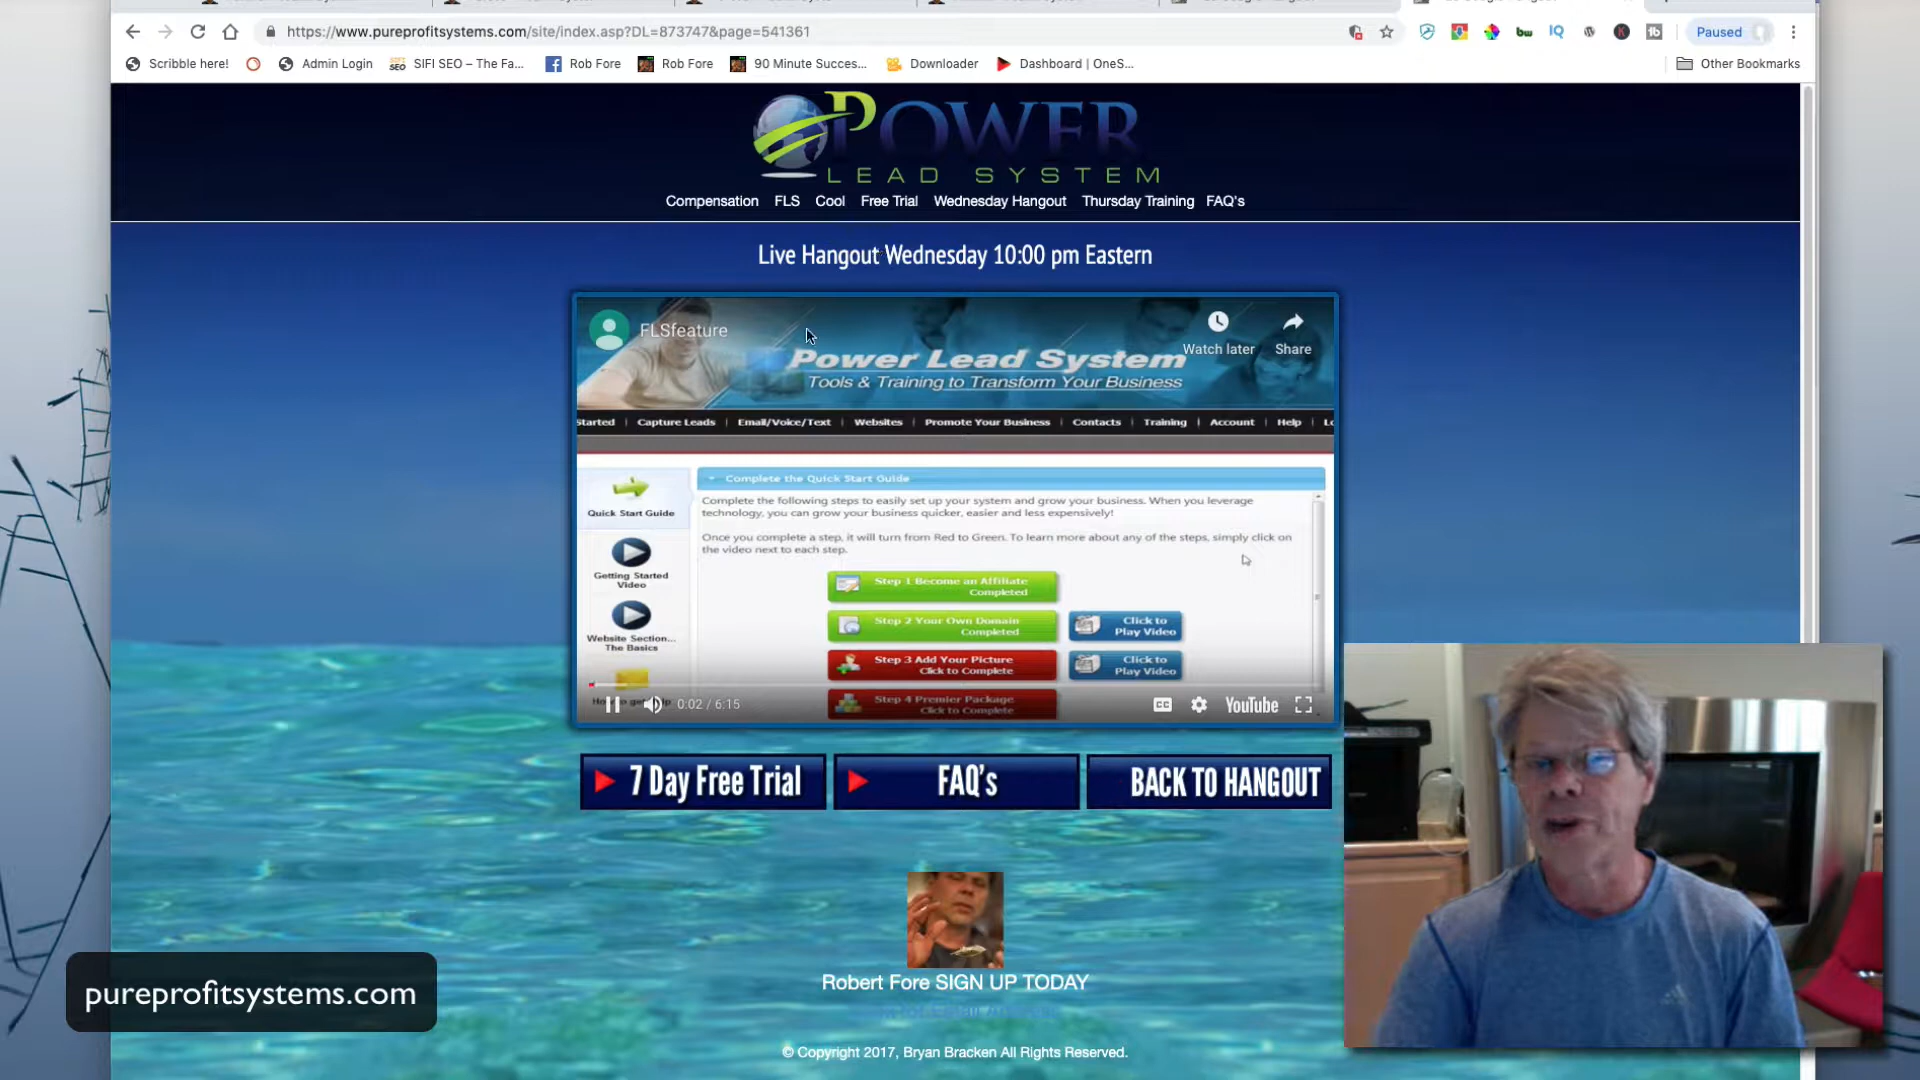 https://www.pureprofitsystems.com/site/index.asp?DL=873747&page=541361
Paused
Scribble here!
Admin Login
SIFI SEO – The Fa...
Rob Fore
Rob Fore
90 Minute Succes...
Downloader
Dashboard | OneS...
Other Bookmarks
POWER
LEAD SYSTEM
Compensation FLS Cool Free Trial Wednesday Hangout Thursday Training FAQ's
Live Hangout Wednesday 10:00 pm Eastern
FLSfeature
Watch later
Share
Power Lead System
Tools & Training to Transform Your Business
Started | Capture Leads | Email/Voice/Text | Websites | Promote Your Business | Contacts | Training | Account | Help
Complete the Quick Start Guide
Quick Start Guide
Complete the following steps to easily set up your system and grow your business. When you leverage
technology, you can grow your business quicker, easier and less expensively!
Once you complete a step, it will turn from Red to Green. To learn more about any of the steps, simply click on
the video next to each step.
Getting Started
Video
Website Section...
The Basics
Step 1 Become an Affiliate
Completed
Step 2 Your Own Domain
Completed
Click to
Play Video
Step 3 Add Your Picture
Click to Complete
Click to
Play Video
Step 4 Premier Package
Click to Complete
0:02 / 6:15
CC
YouTube
7 Day Free Trial
FAQ's
BACK TO HANGOUT
Robert Fore SIGN UP TODAY
© Copyright 2017, Bryan Bracken All Rights Reserved.
pureprofitsystems.com